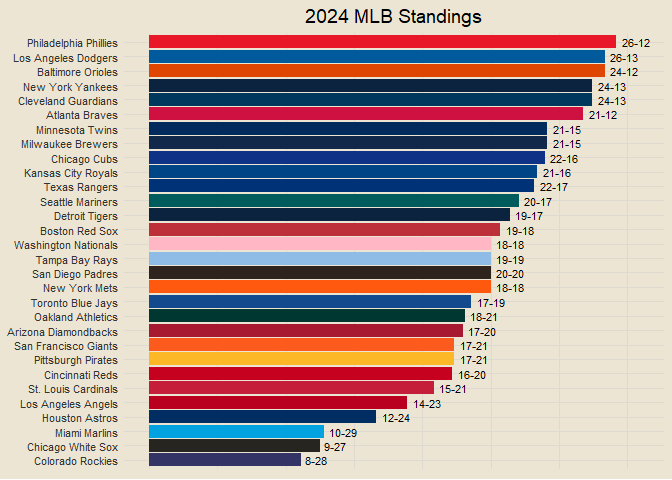 2024 MLB Standings
Philadelphia Phillies 26-12
Los Angeles Dodgers 26-13
Baltimore Orioles 24-12
New York Yankees 24-13
Cleveland Guardians 24-13
Atlanta Braves 21-12
Minnesota Twins 21-15
Milwaukee Brewers 21-15
Chicago Cubs 22-16
Kansas City Royals 21-16
Texas Rangers 22-17
Seattle Mariners 20-17
Detroit Tigers 19-17
Boston Red Sox 19-18
Washington Nationals 18-18
Tampa Bay Rays 19-19
San Diego Padres 20-20
New York Mets 18-18
Toronto Blue Jays 17-19
Oakland Athletics 18-21
Arizona Diamondbacks 17-20
San Francisco Giants 17-21
Pittsburgh Pirates 17-21
Cincinnati Reds 16-20
St. Louis Cardinals 15-21
Los Angeles Angels 14-23
Houston Astros 12-24
Miami Marlins 10-29
Chicago White Sox 9-27
Colorado Rockies 8-28